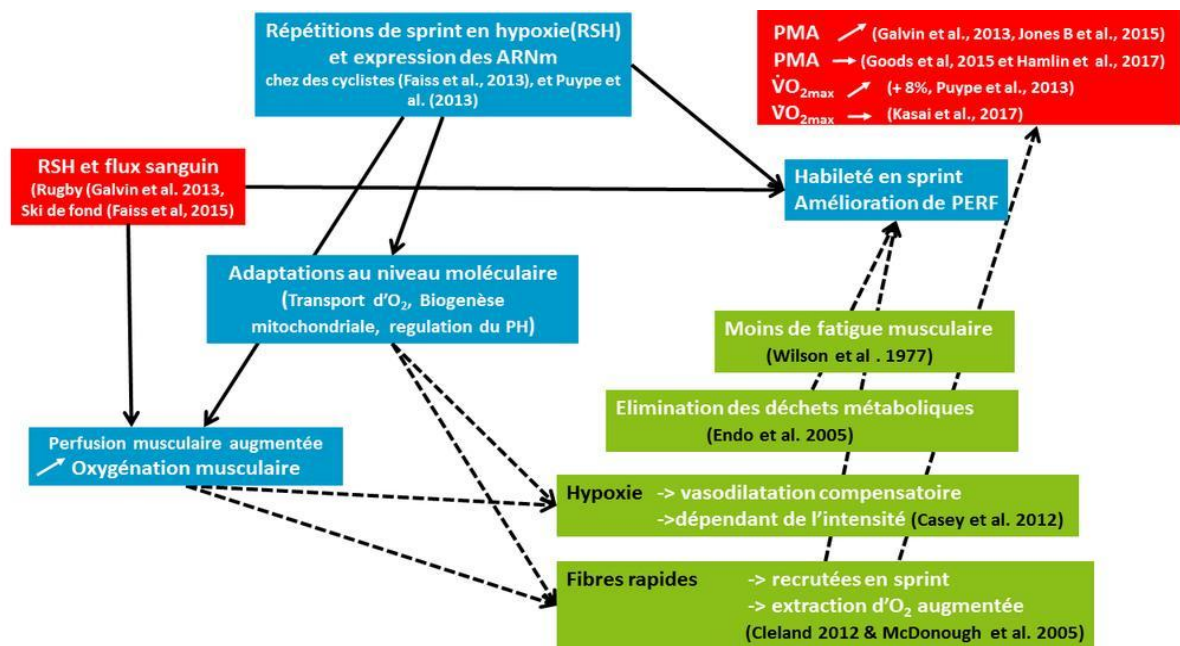 Répétitions de sprint en hypoxie(RSH)
et expression des ARNm
chez des cyclistes (Faiss et al., 2013), et Puype et
al. (2013)
PMA ↗ (Galvin et al., 2013, Jones B et al., 2015)
PMA → (Goods et al, 2015 et Hamlin et al., 2017)
V̇O2max ↗ (+ 8%, Puype et al., 2013)
ṼO2max → (Kasai et al., 2017)
RSH et flux sanguin
(Rugby (Galvin et al. 2013,
Ski de fond (Faiss et al, 2015)
Habileté en sprint
Amélioration de PERF
Adaptations au niveau moléculaire
(Transport d’O2, Biogenèse
mitochondriale, regulation du PH)
Moins de fatigue musculaire
(Wilson et al . 1977)
Elimination des déchets métaboliques
(Endo et al. 2005)
Perfusion musculaire augmentée
↗ Oxygénation musculaire
Hypoxie -> vasodilatation compensatoire
->dépendant de l’intensité (Casey et al. 2012)
Fibres rapides -> recrutées en sprint
-> extraction d’O2 augmentée
(Cleland 2012 & McDonough et al. 2005)